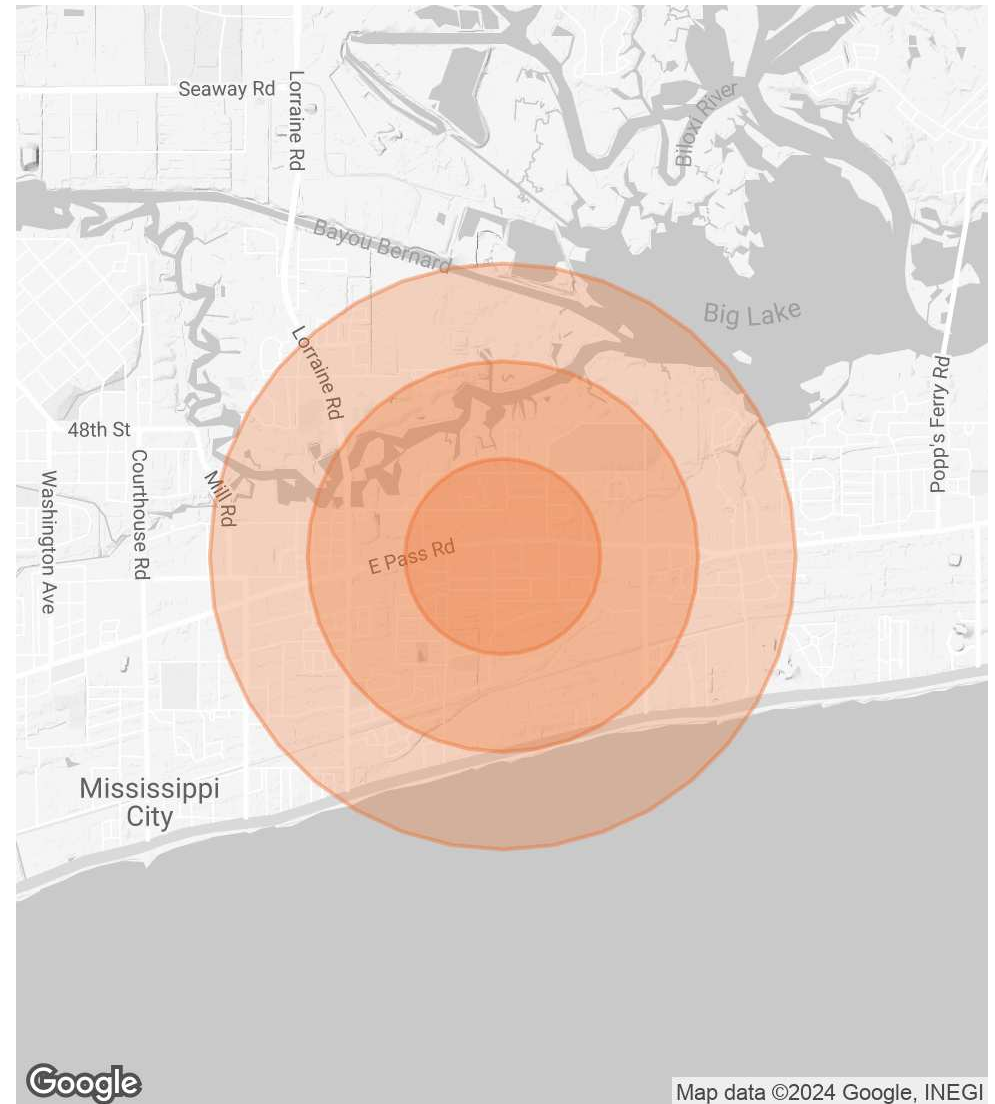 Seaway Rd
Lorraine Rd
Biloxi River
Bayou Bernard
Big Lake
Lorraine Rd
Popp's Ferry Rd
48th St
Courthouse Rd
Mill Rd
Washington Ave
E Pass Rd
Mississippi
City
Google
Map data ©2024 Google, INEGI